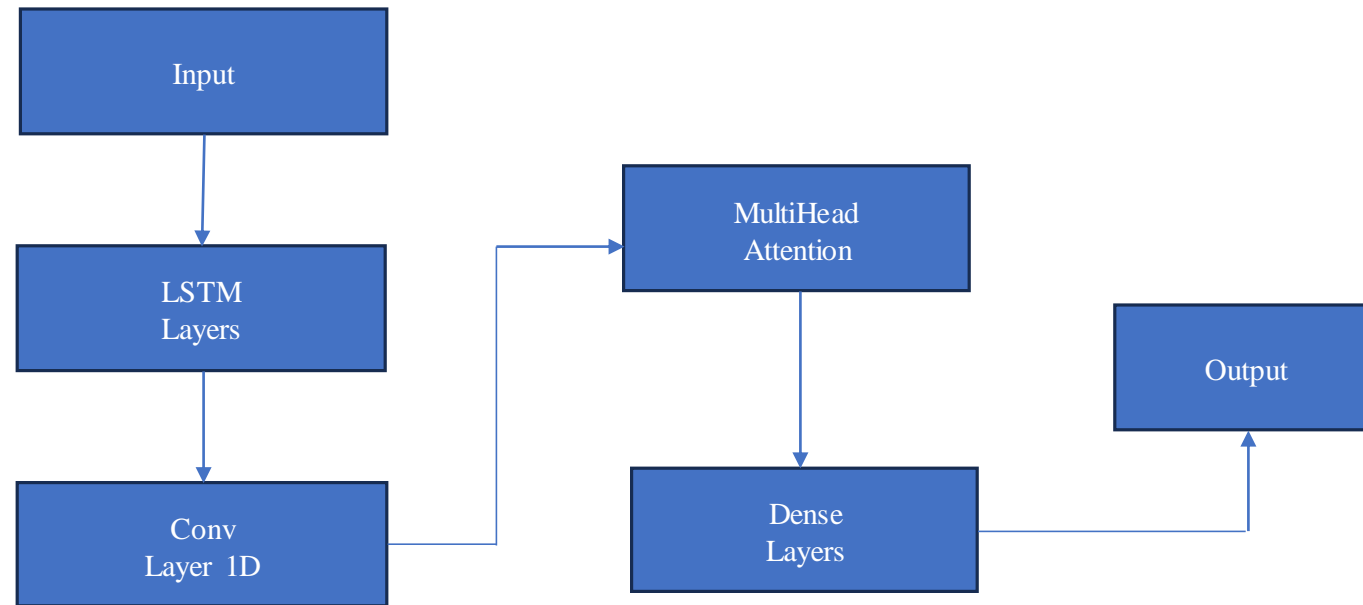 Input
LSTM
Layers
Conv
Layer 1D
MultiHead
Attention
Dense
Layers
Output